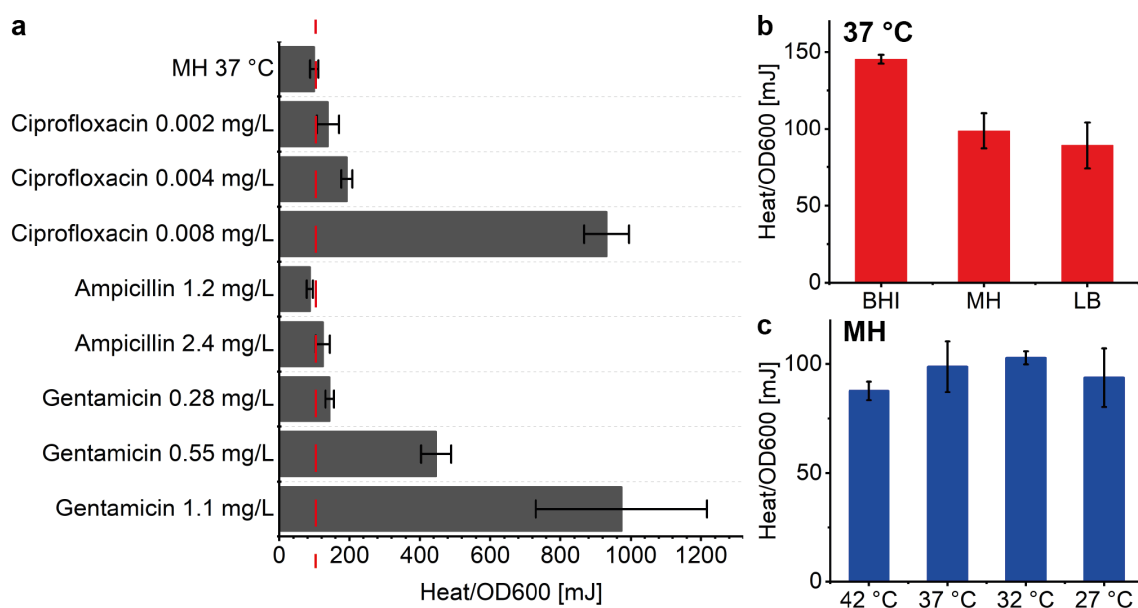 a
MH 37 °C
Ciprofloxacin 0.002 mg/L
Ciprofloxacin 0.004 mg/L
Ciprofloxacin 0.008 mg/L
Ampicillin 1.2 mg/L
Ampicillin 2.4 mg/L
Gentamicin 0.28 mg/L
Gentamicin 0.55 mg/L
Gentamicin 1.1 mg/L
0 200 400 600 800 1000 1200
Heat/OD600 [mJ]
b
37 °C
Heat/OD600 [mJ]
150
100
50
0
BHI MH LB
c
MH
Heat/OD600 [mJ]
100
50
0
42 °C 37 °C 32 °C 27 °C